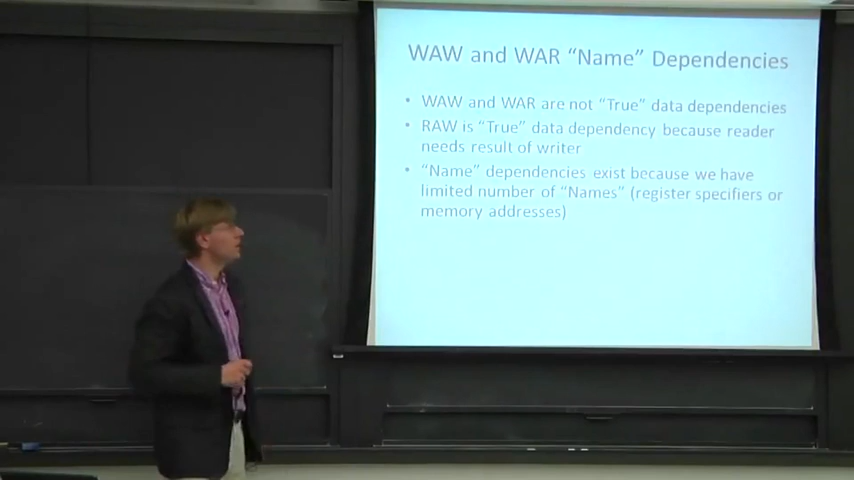 WAW and WAR “Name” Dependencies
• WAW and WAR are not “True” data dependencies
• RAW is “True” data dependency because reader
needs result of writer
• “Name” dependencies exist because we have
limited number of “Names” (register specifiers or
memory addresses)